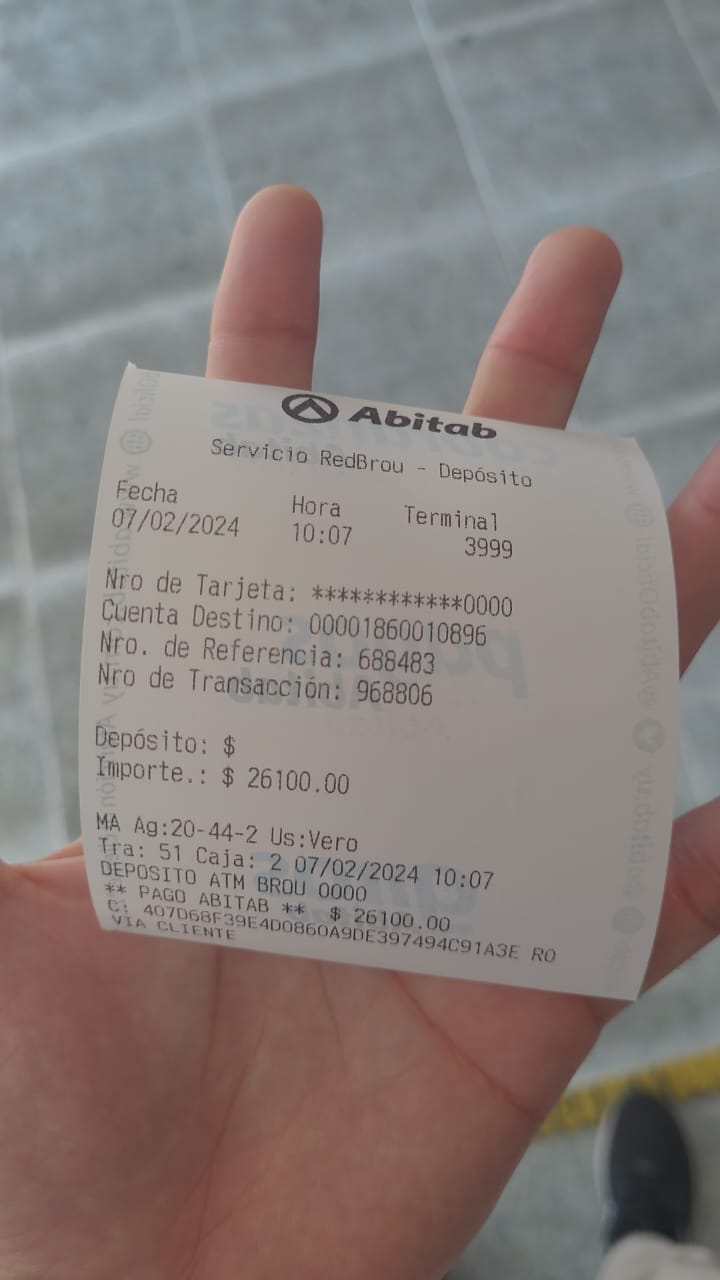 Abitab
Servicio RedBrou - Depósito
Fecha Hora Terminal
07/02/2024 10:07 3999
Nro de Tarjeta: ************0000
Cuenta Destino: 00001860010896
Nro. de Referencia: 688483
Nro de Transacción: 968806
Depósito: $
Importe.: $ 26100.00
MA Ag:20-44-2 Us:Vero
Tra: 51 Caja: 2 07/02/2024 10:07
DEPOSITO ATM BROU 0000
** PAGO ABITAB ** $ 26100.00
C: 407D68F39E4D0860A9DE397494C91A3E RO
VIA CLIENTE